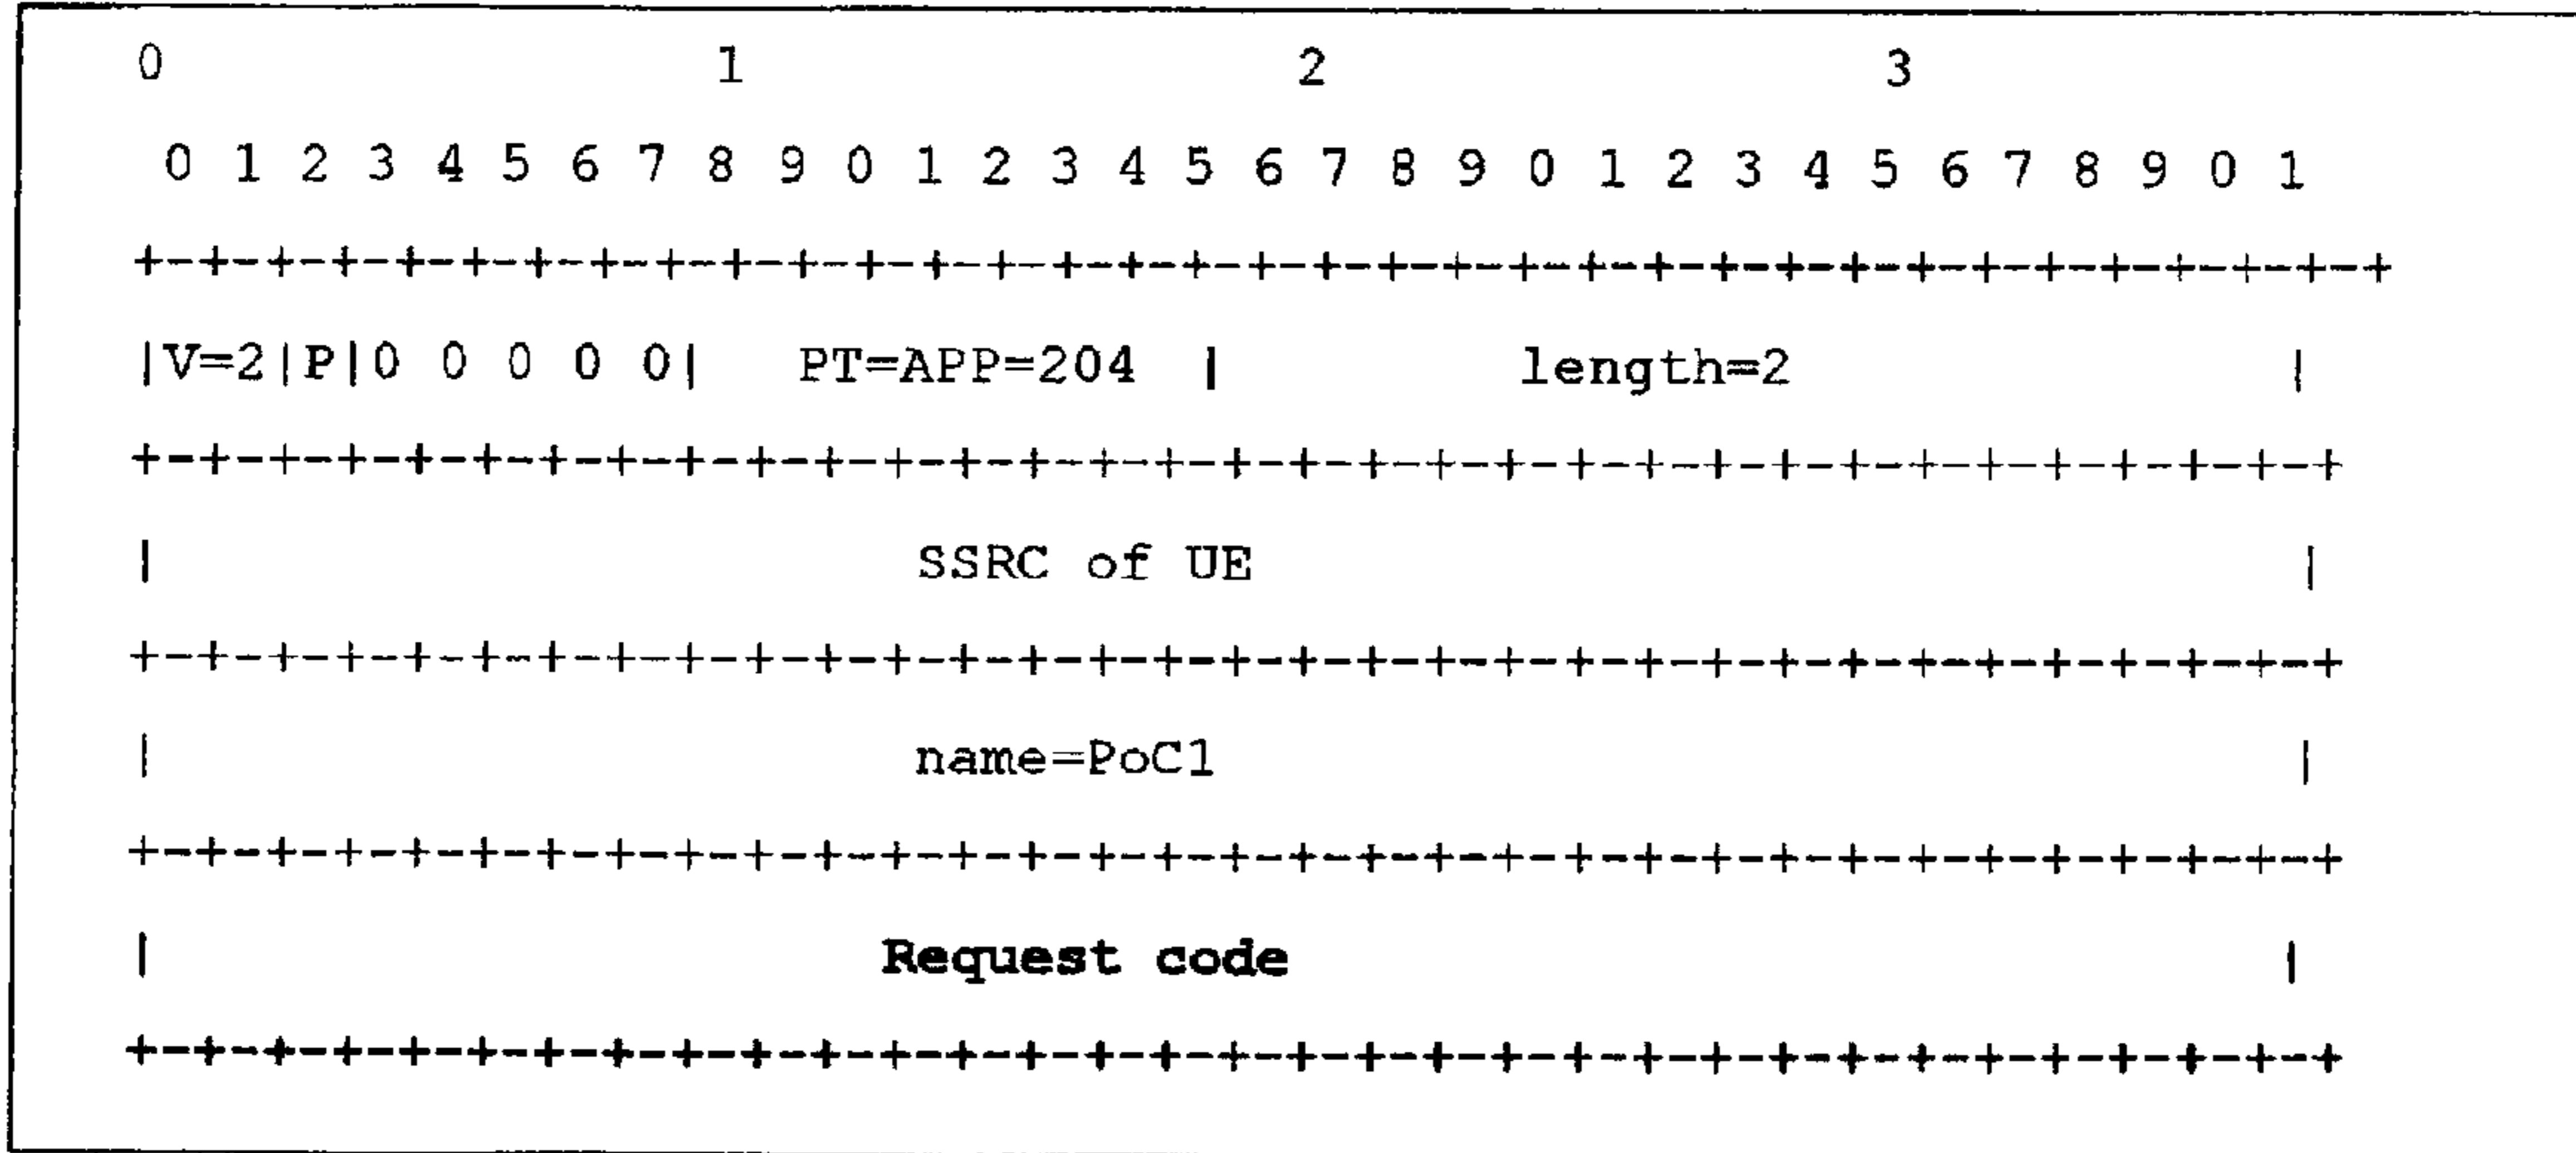 0 1 2 3
0 1 2 3 4 5 6 7 8 9 0 1 2 3 4 5 6 7 8 9 0 1 2 3 4 5 6 7 8 9 0 1
+-+-+-+-+-+-+-+-+-+-+-+-+-+-+-+-+-+-+-+-+-+-+-+-+-+-+-+-+-+-+-+-+-+-+
|V=2|P|0 0 0 0 0| PT=APP=204 | length=2 |
+-+-+-+-+-+-+-+-+-+-+-+-+-+-+-+-+-+-+-+-+-+-+-+-+-+-+-+-+-+-+-+-+
| SSRC of UE |
+-+-+-+-+-+-+-+-+-+-+-+-+-+-+-+-+-+-+-+-+-+-+-+-+-+-+-+-+-+-+-+-+
| name=PoC1 |
+-+-+-+-+-+-+-+-+-+-+-+-+-+-+-+-+-+-+-+-+-+-+-+-+-+-+-+-+-+-+-+-+
| Request code |
+-+-+-+-+-+-+-+-+-+-+-+-+-+-+-+-+-+-+-+-+-+-+-+-+-+-+-+-+-+-+-+-+